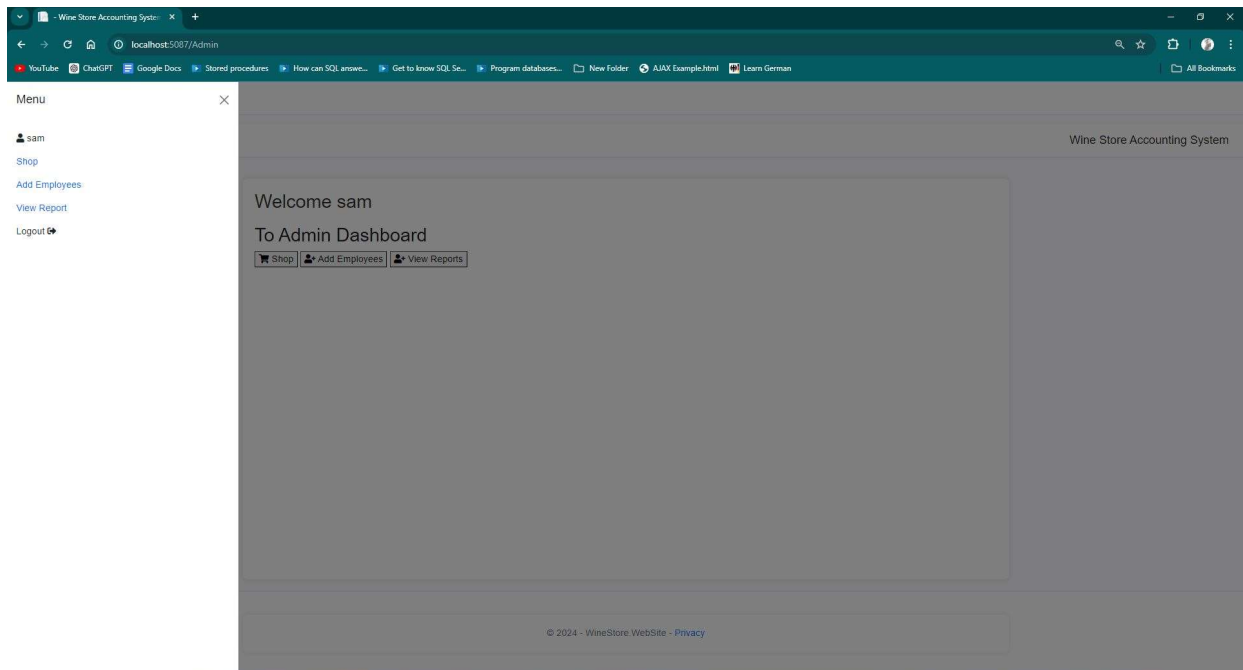 - Wine Store Accounting System
localhost:5087/Admin
YouTube ChatGPT Google Docs Stored procedures How can SQL answe... Get to know SQL Se... Program databases... New Folder AJAX Example.html Learn German All Bookmarks
Menu
sam
Wine Store Accounting System
Shop
Add Employees
View Report
Logout
Welcome sam
To Admin Dashboard
Shop Add Employees View Reports
© 2024 - WineStore.WebSite - Privacy